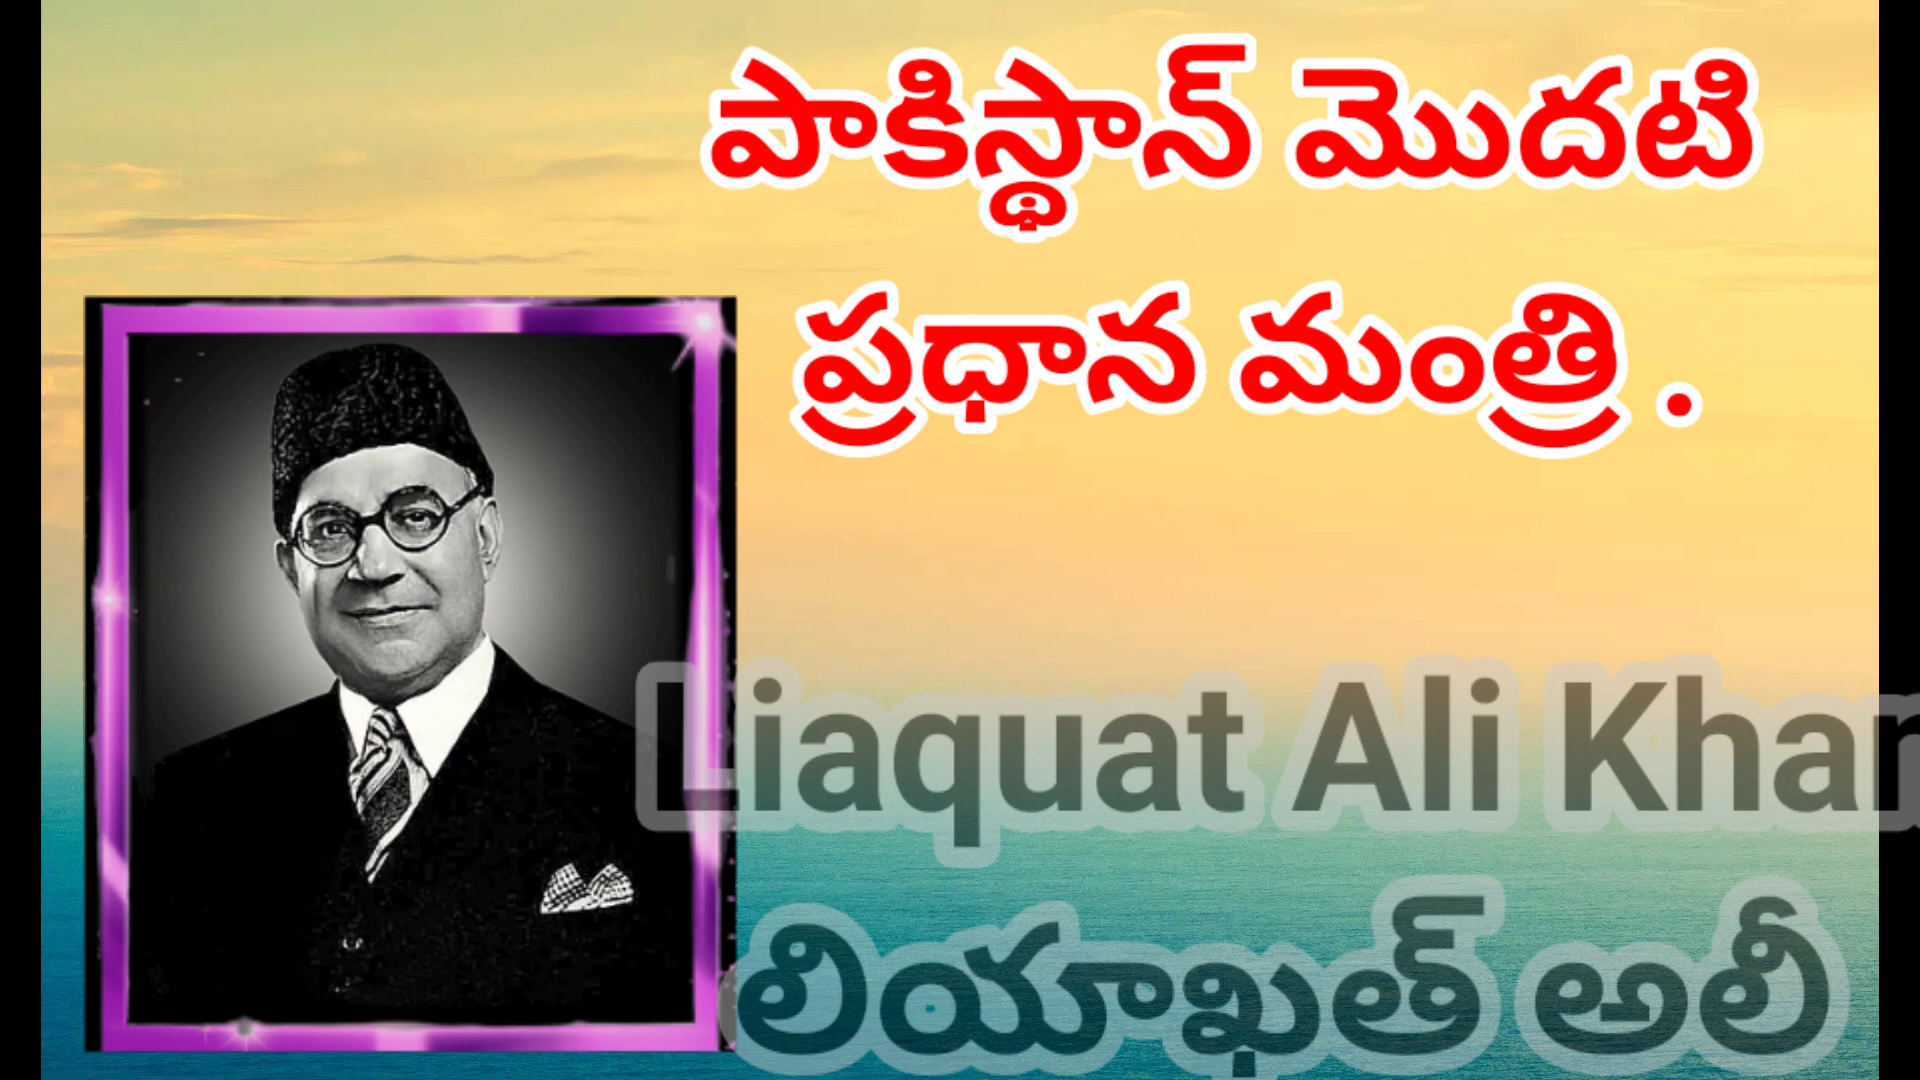 పాకిస్థాన్ మొదటి
ప్రధాన మంత్రి .
Liaquat Ali Khan
లియాఖత్ అలీ